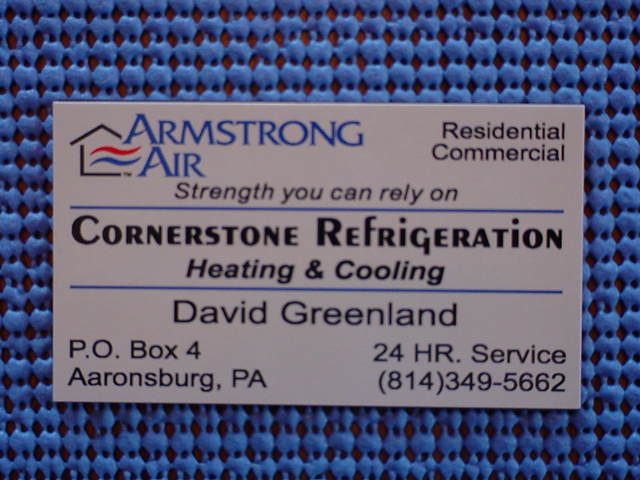 ARMSTRONG
AIR™
Residential
Commercial
Strength you can rely on
CORNERSTONE REFRIGERATION
Heating & Cooling
David Greenland
P.O. Box 4
Aaronsburg, PA
24 HR. Service
(814)349-5662